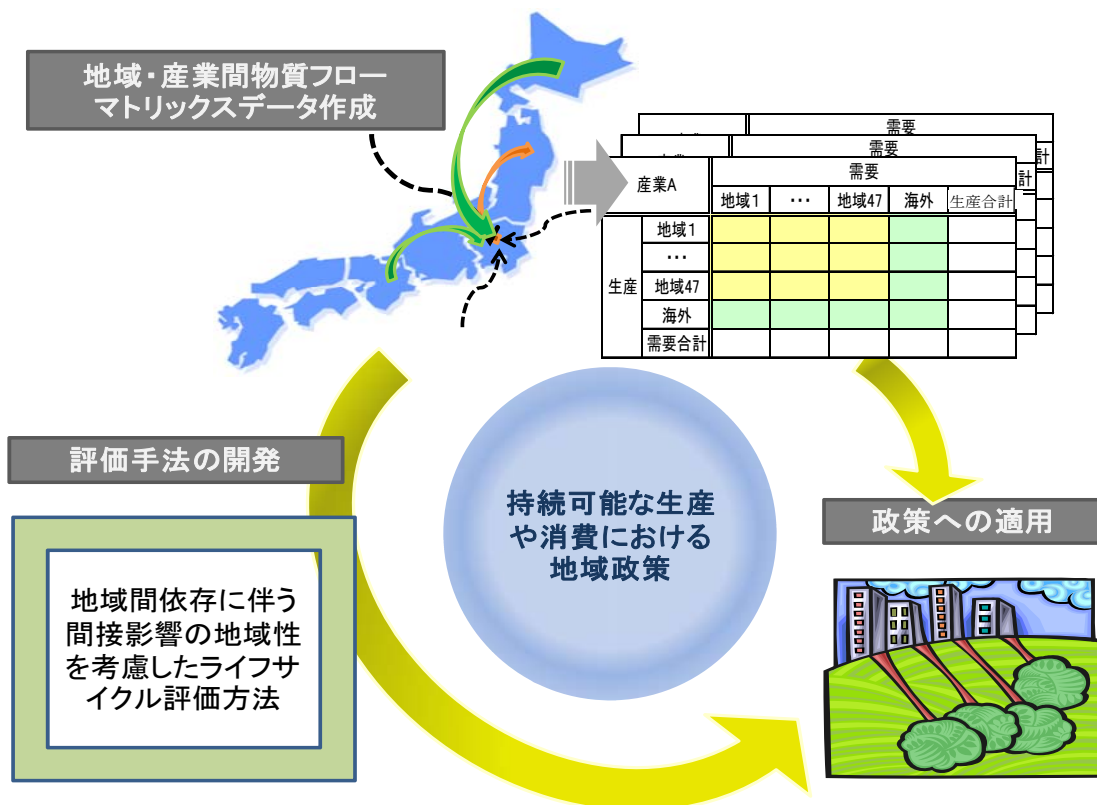 地域・産業間物質フロー
マトリックスデータ作成
需要
需要
計
需要
計
産業A
地域1
・・・
地域47
海外
生産合計
生産
地域1
・・・
地域47
海外
需要合計
評価手法の開発
地域間依存に伴う
間接影響の地域性
を考慮したライフサ
イクル評価方法
持続可能な生産
や消費における
地域政策
政策への適用